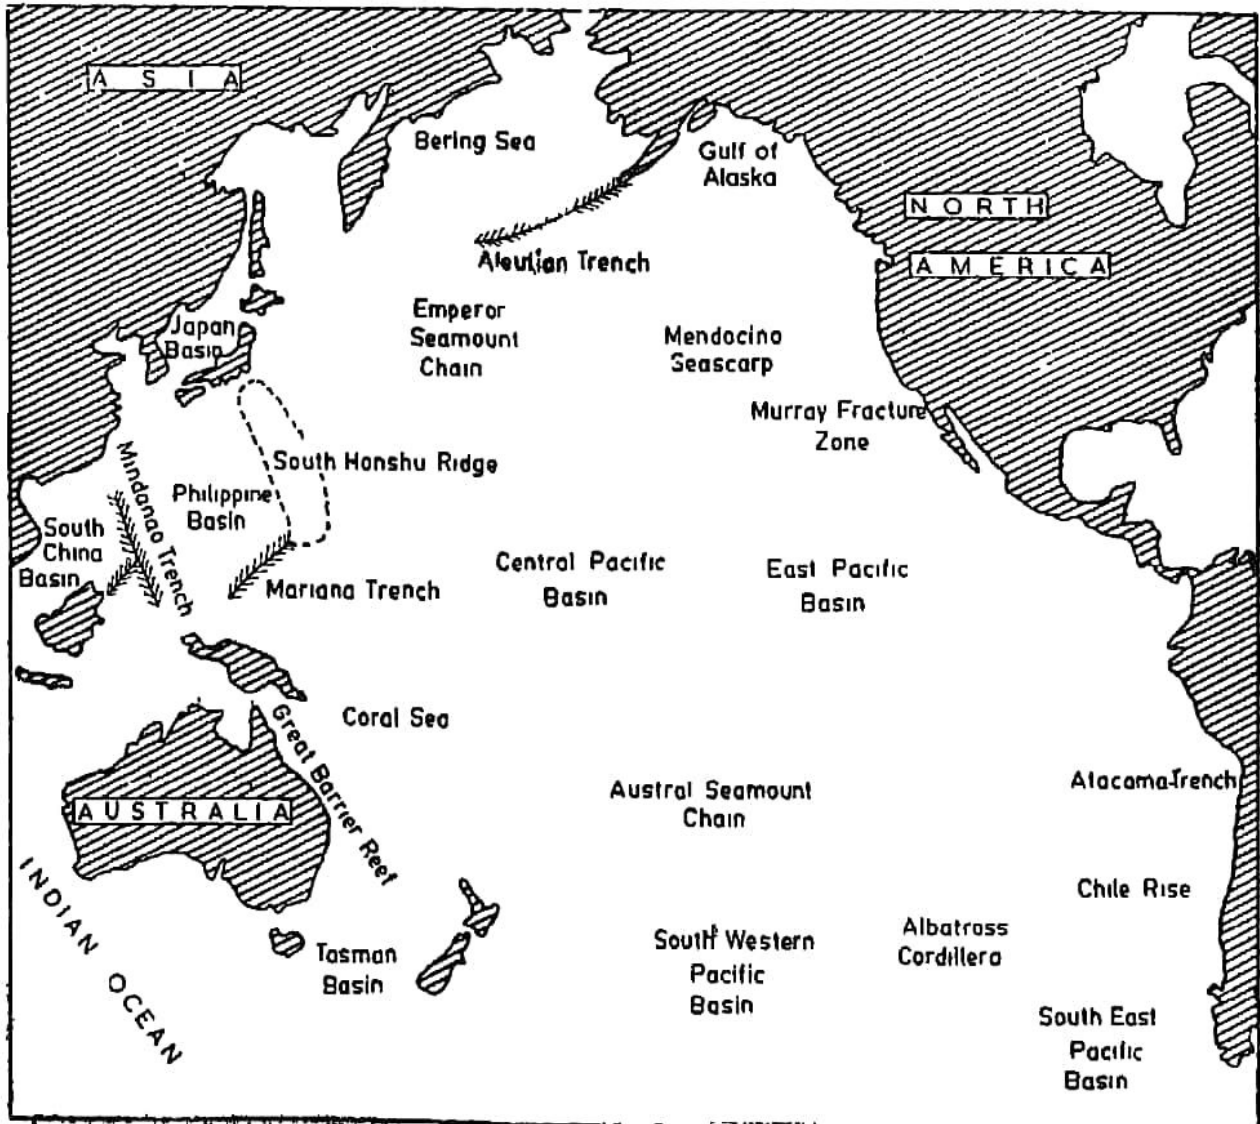 ASIA
Bering Sea
Gulf of
Alaska
NORTH
AMERICA
Aleutian Trench
Emperor
Seamount
Chain
Mendocino
Seascarp
Japan
Basin
Murray Fracture
Zone
South Honshu Ridge
Mindanao Trench
Philippine
Basin
South
China
Basin
Mariana Trench
Central Pacific
Basin
East Pacific
Basin
Coral Sea
Great Barrier Reef
AUSTRALIA
Austral Seamount
Chain
Atacama-Trench
INDIAN OCEAN
Chile Rise
Tasman
Basin
South Western
Pacific
Basin
Albatross
Cordillera
South East
Pacific
Basin